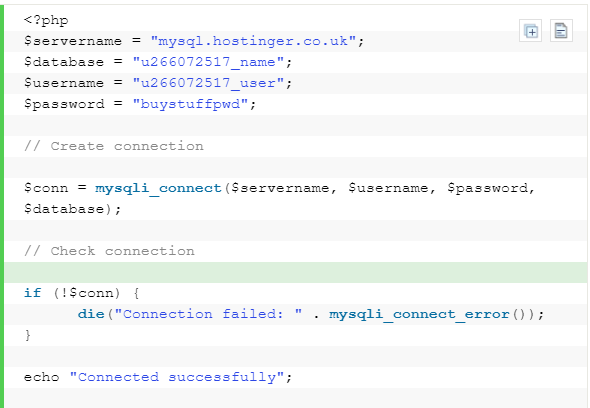 <?php
$servername = "mysql.hostinger.co.uk";
$database = "u266072517_name";
$username = "u266072517_user";
$password = "buystuffpwd";
// Create connection
$conn = mysqli_connect($servername, $username, $password,
$database);
// Check connection
if (!$conn) {
die("Connection failed: " . mysqli_connect_error());
}
echo "Connected successfully";